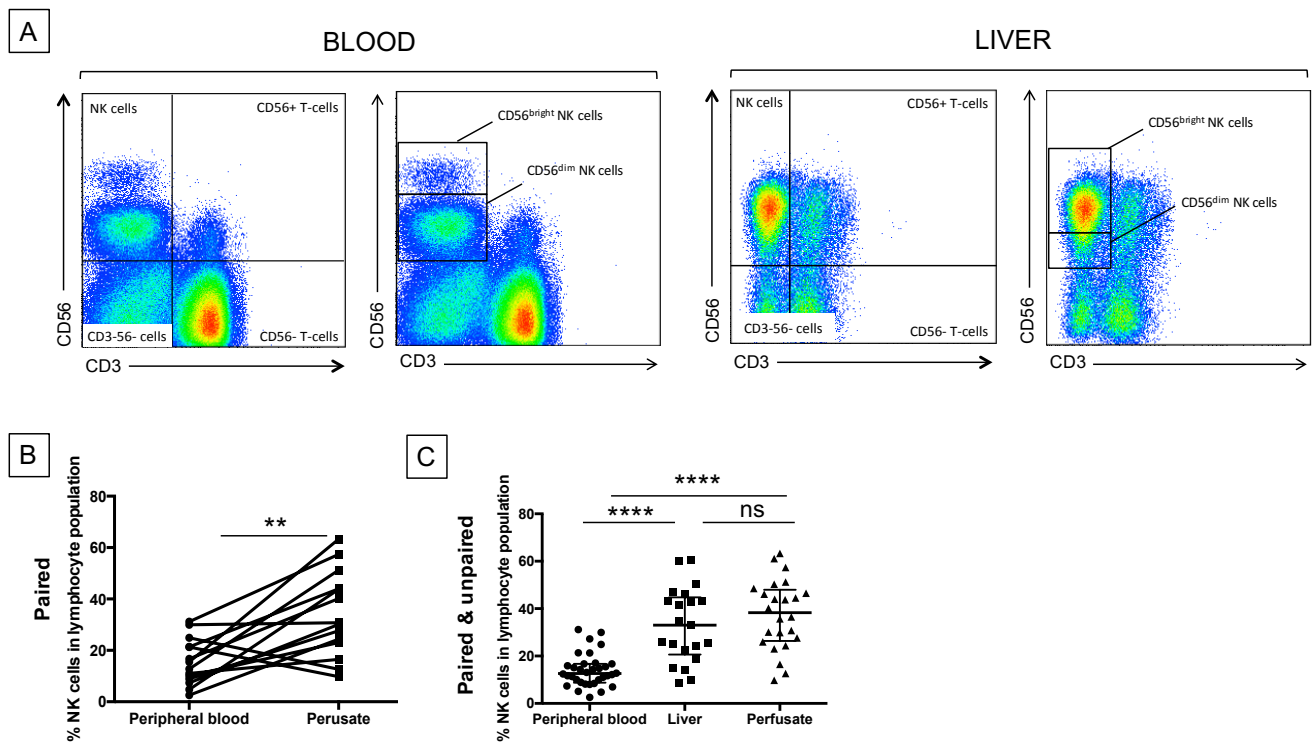 A
BLOOD
LIVER
NK cells
CD56+ T-cells
CD3-56- cells
CD56- T-cells
CD56
CD3
CD56bright NK cells
CD56dim NK cells
CD56
CD3
NK cells
CD56+ T-cells
CD3-56- cells
CD56- T-cells
CD56
CD3
CD56bright NK cells
CD56dim NK cells
CD56
CD3
B
Paired
% NK cells in lymphocyte population
80
60
40
20
0
**
Peripheral blood
Perusate
C
Paired & unpaired
% NK cells in lymphocyte population
80
60
40
20
0
****
****
ns
Peripheral blood
Liver
Perfusate